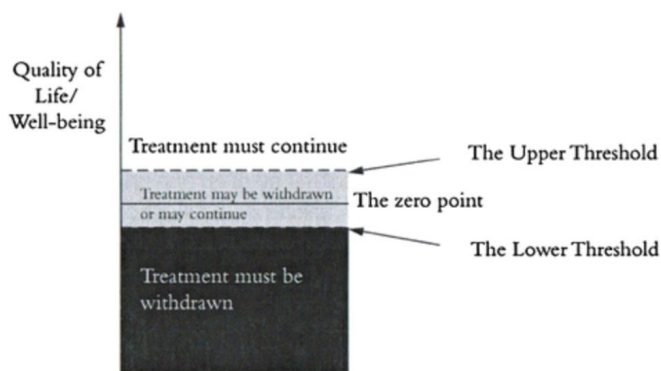 Quality of
Life/
Well-being
Treatment must continue
The Upper Threshold
Treatment may be withdrawn
or may continue
The zero point
The Lower Threshold
Treatment must be
withdrawn